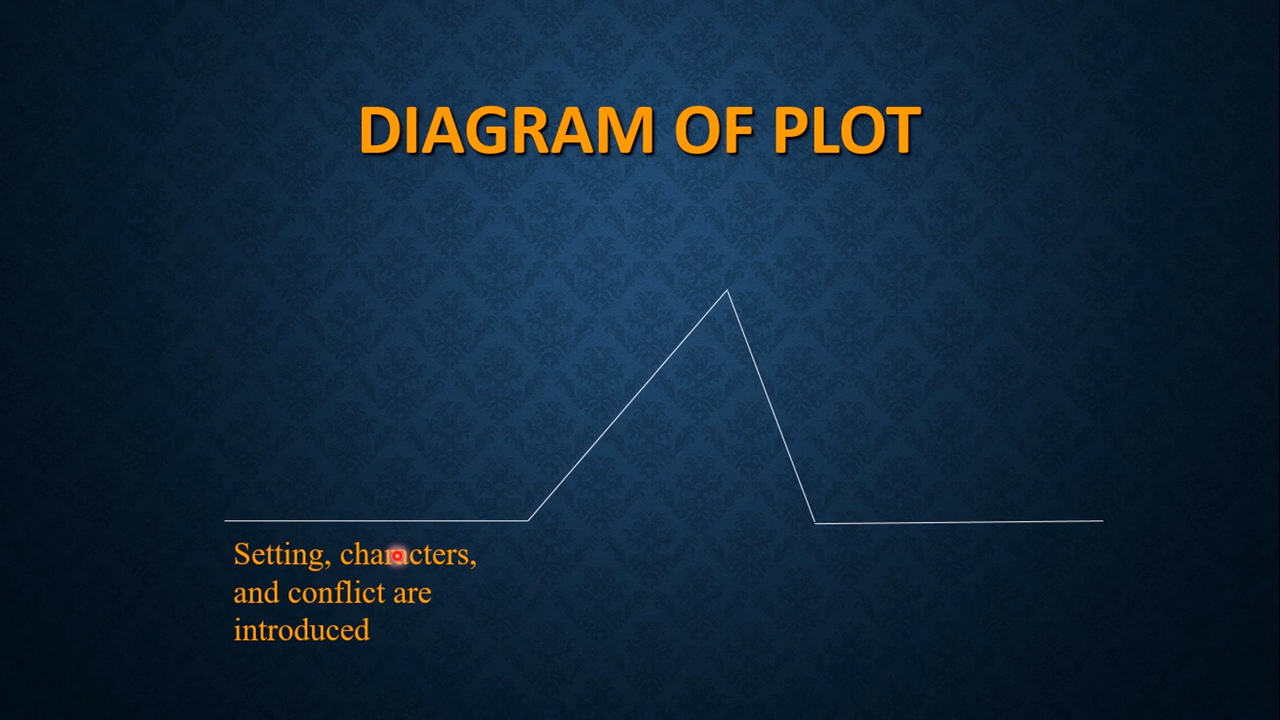 DIAGRAM OF PLOT
Setting, characters,
and conflict are
introduced